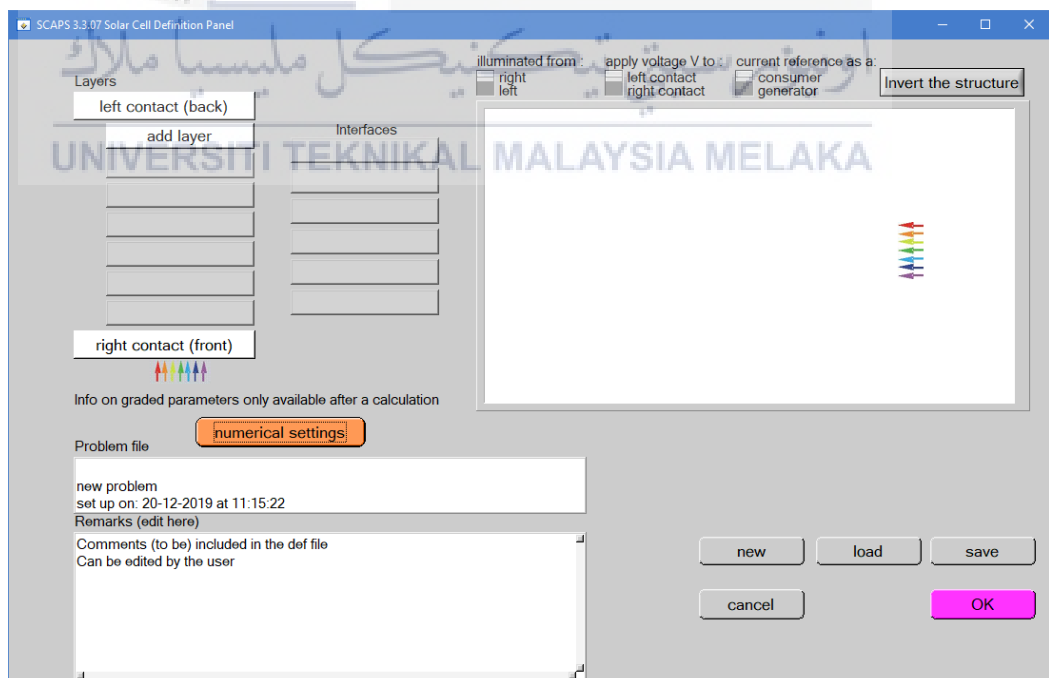 SCAPS 3.3.07 Solar Cell Definition Panel
اونيورسيتي تيكنيكل مليسيا ملاك
UNIVERSITI TEKNIKAL MALAYSIA MELAKA
Layers
left contact (back)
add layer
Interfaces
right contact (front)
illuminated from :
right
left
apply voltage V to :
left contact
right contact
current reference as a:
consumer
generator
Invert the structure
Info on graded parameters only available after a calculation
numerical settings
Problem file
new problem
set up on: 20-12-2019 at 11:15:22
Remarks (edit here)
Comments (to be) included in the def file
Can be edited by the user
new
load
save
cancel
OK